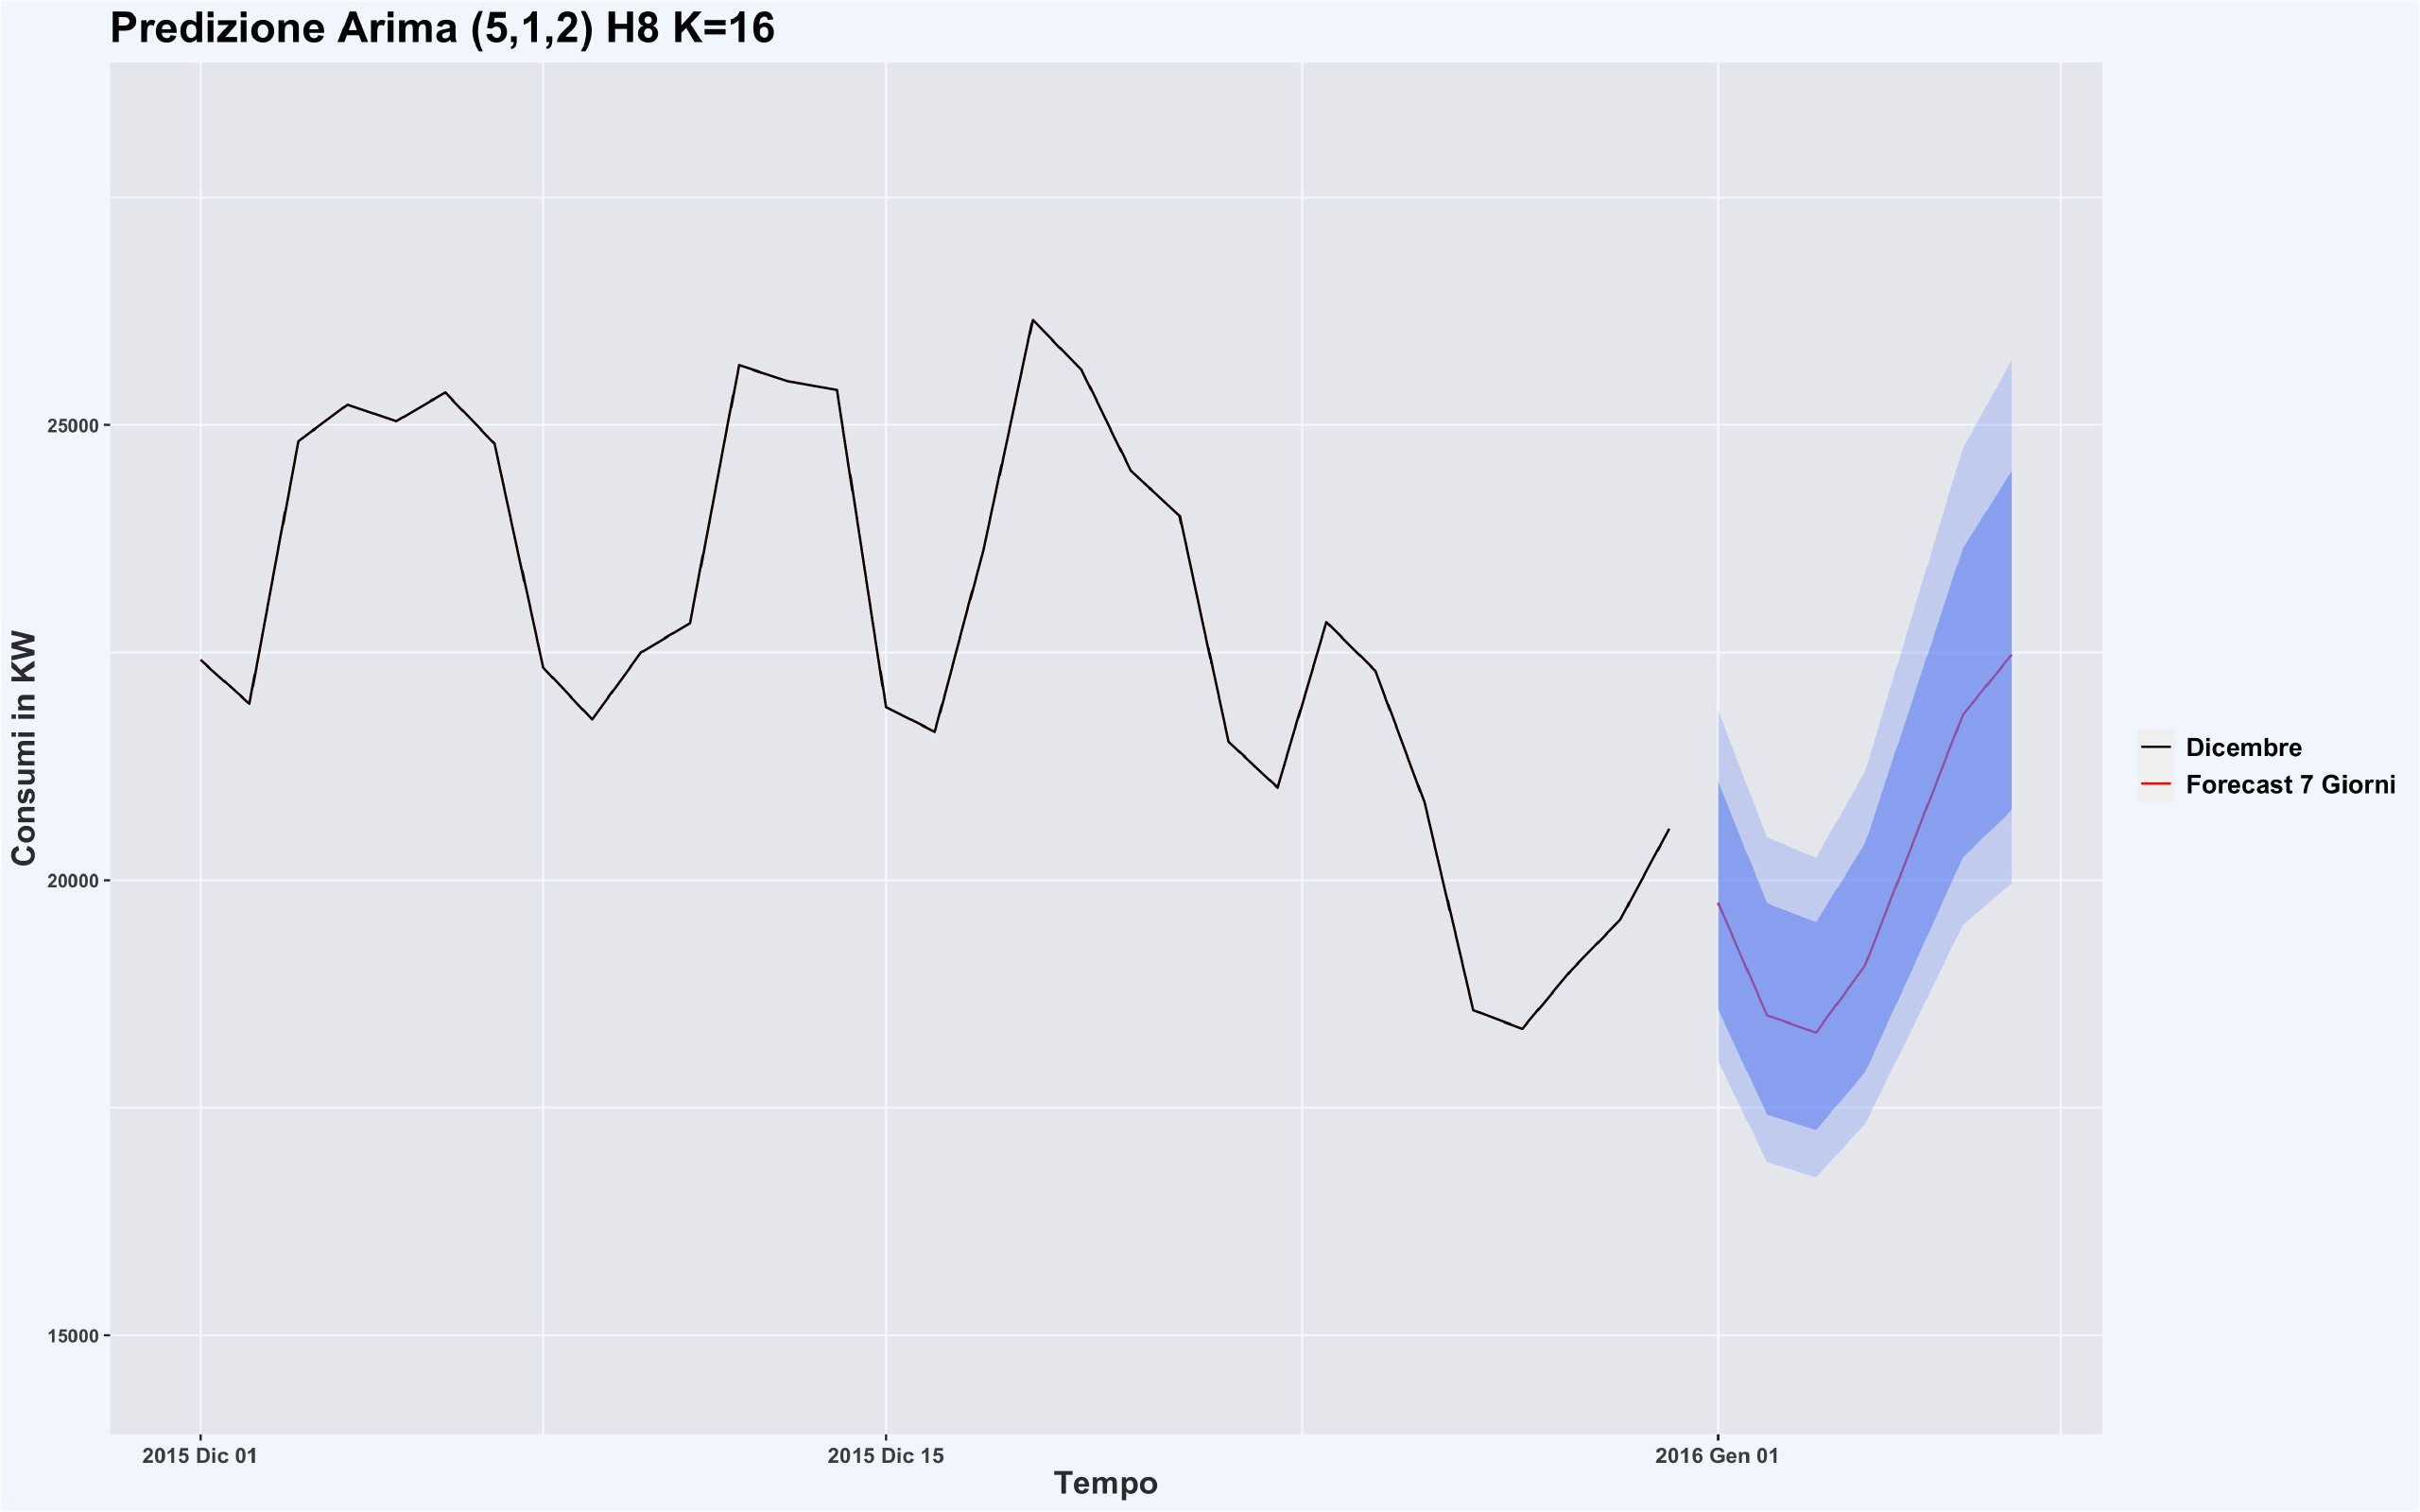 Predizione Arima (5,1,2) H8 K=16
Consumi in KW
25000
20000
15000
2015 Dic 01
2015 Dic 15
2016 Gen 01
Tempo
Dicembre
Forecast 7 Giorni